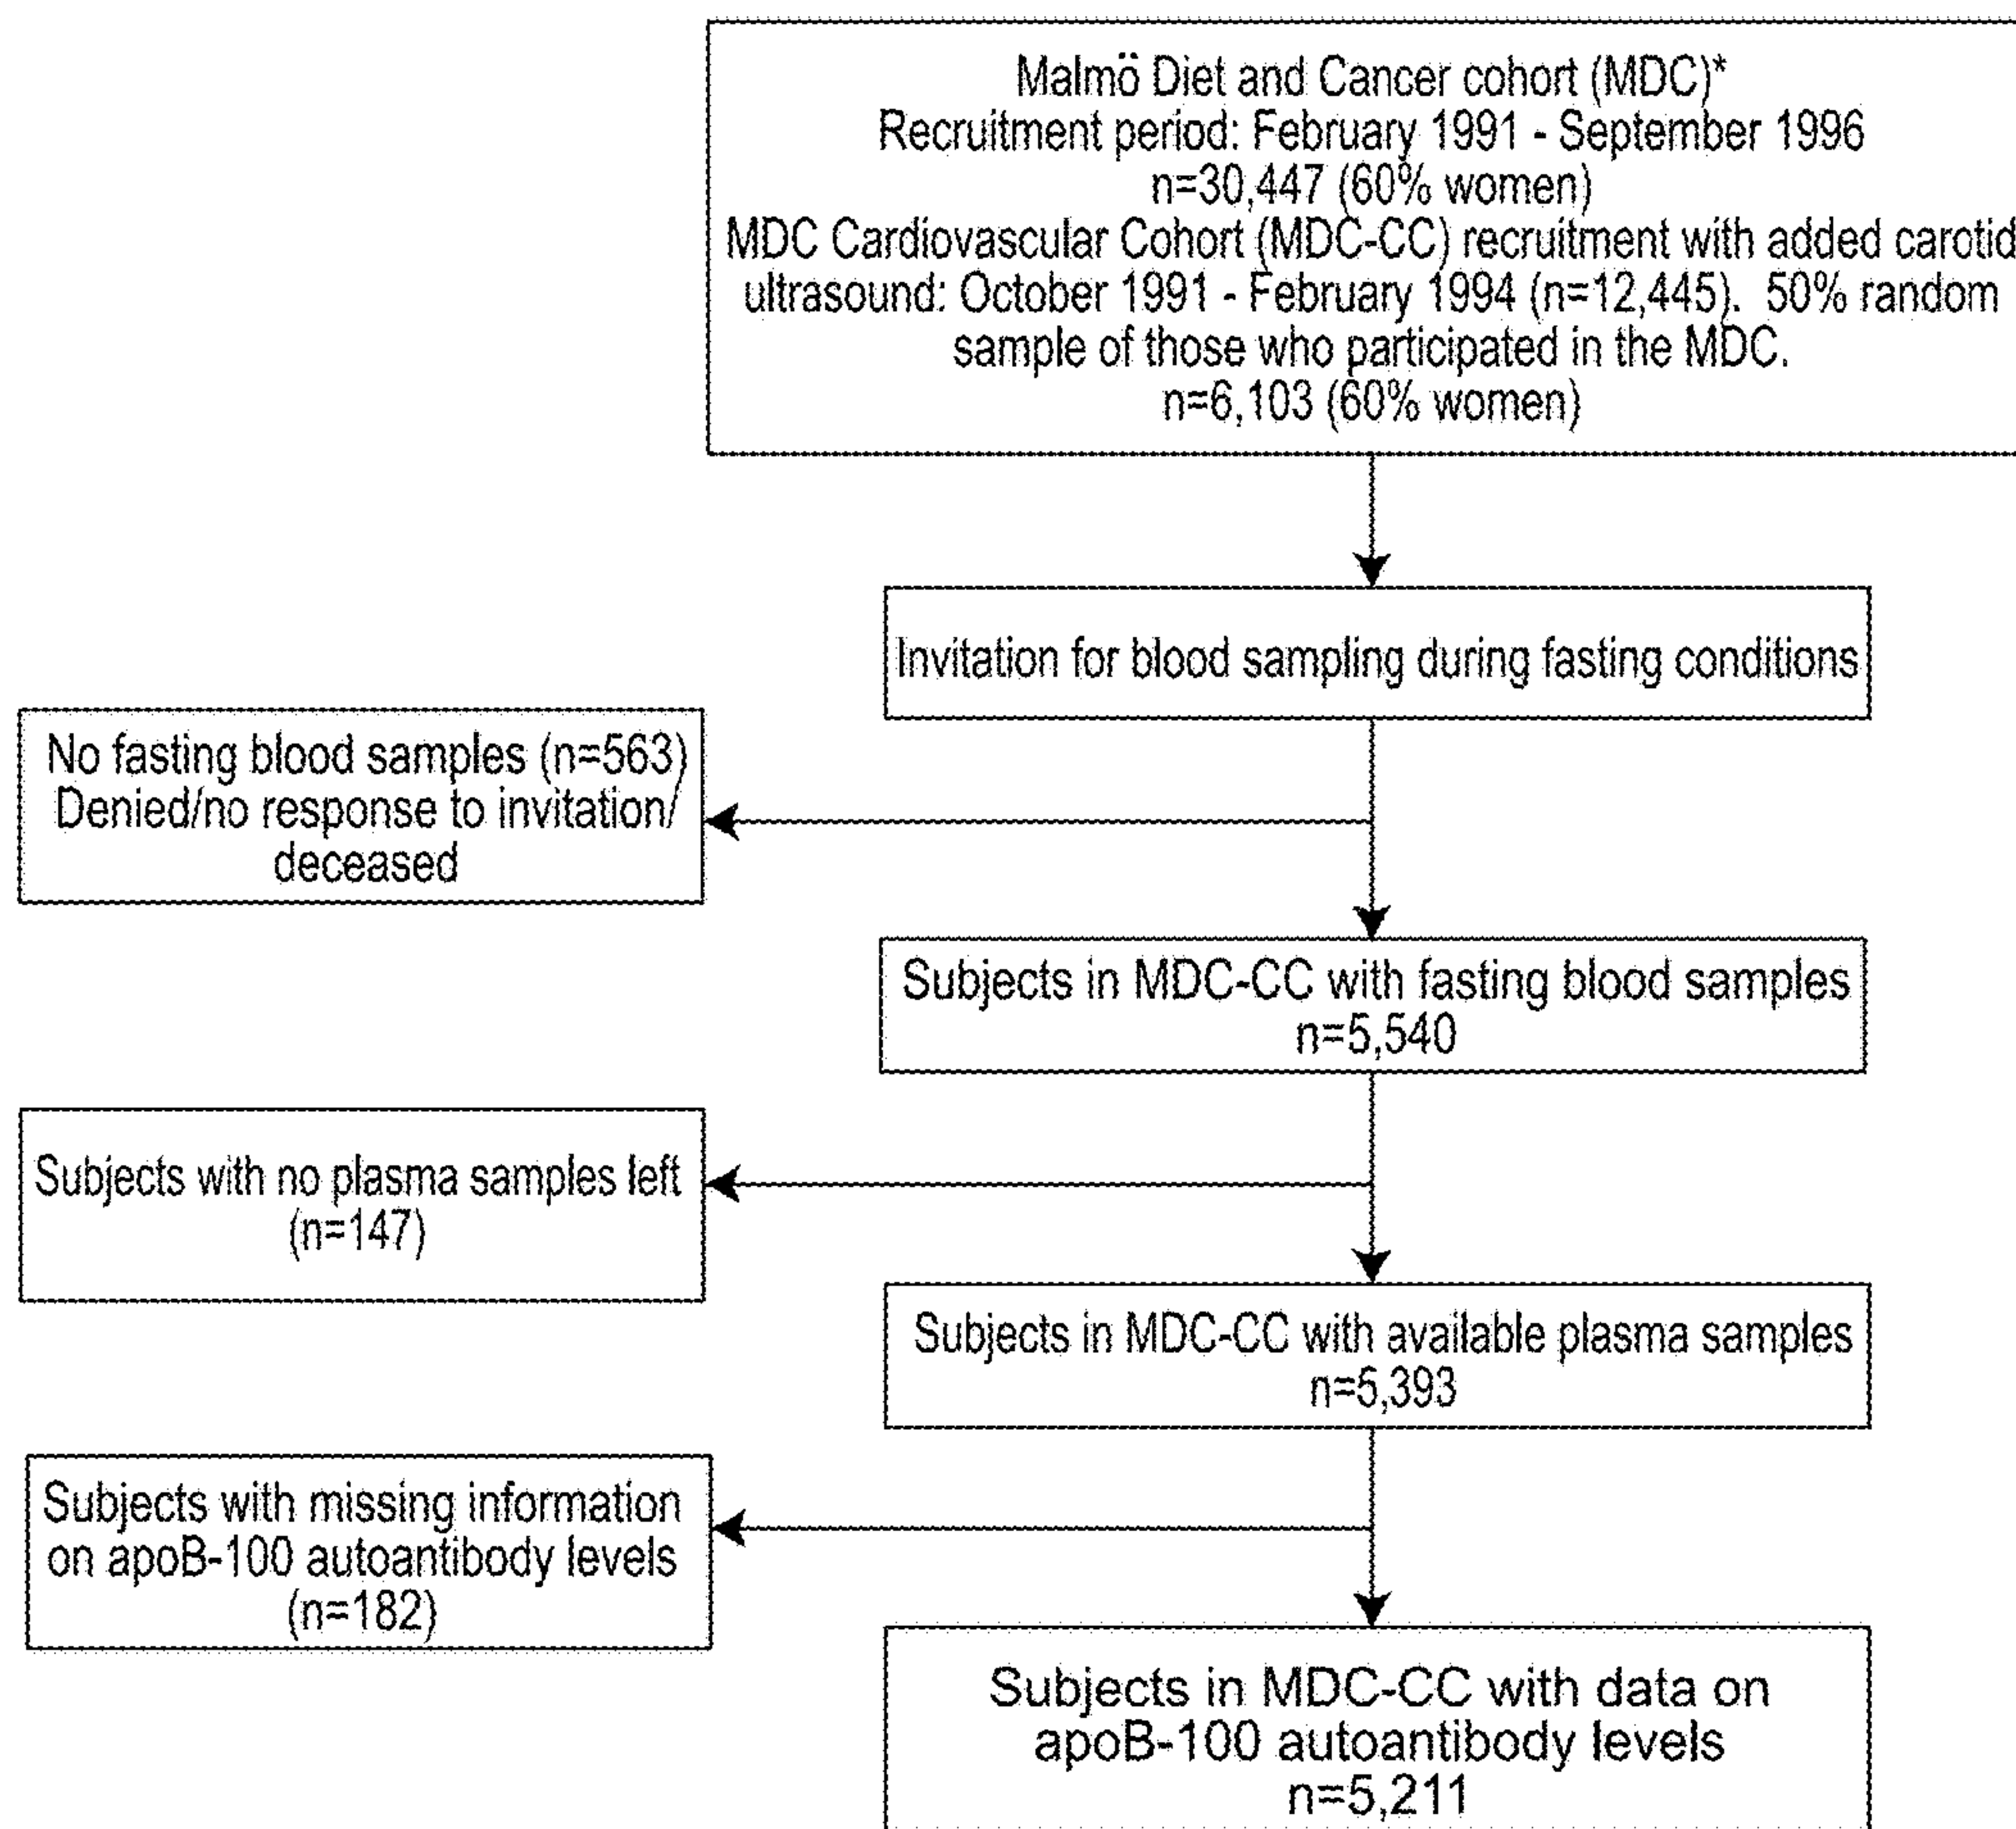 Malmö Diet and Cancer cohort (MDC)*
Recruitment period: February 1991 - September 1996
n=30,447 (60% women)
MDC Cardiovascular Cohort (MDC-CC) recruitment with added carotid
ultrasound: October 1991 - February 1994 (n=12,445). 50% random
sample of those who participated in the MDC.
n=6,103 (60% women)
Invitation for blood sampling during fasting conditions
No fasting blood samples (n=563)
Denied/no response to invitation/
deceased
Subjects in MDC-CC with fasting blood samples
n=5,540
Subjects with no plasma samples left
(n=147)
Subjects in MDC-CC with available plasma samples
n=5,393
Subjects with missing information
on apoB-100 autoantibody levels
(n=182)
Subjects in MDC-CC with data on
apoB-100 autoantibody levels
n=5,211